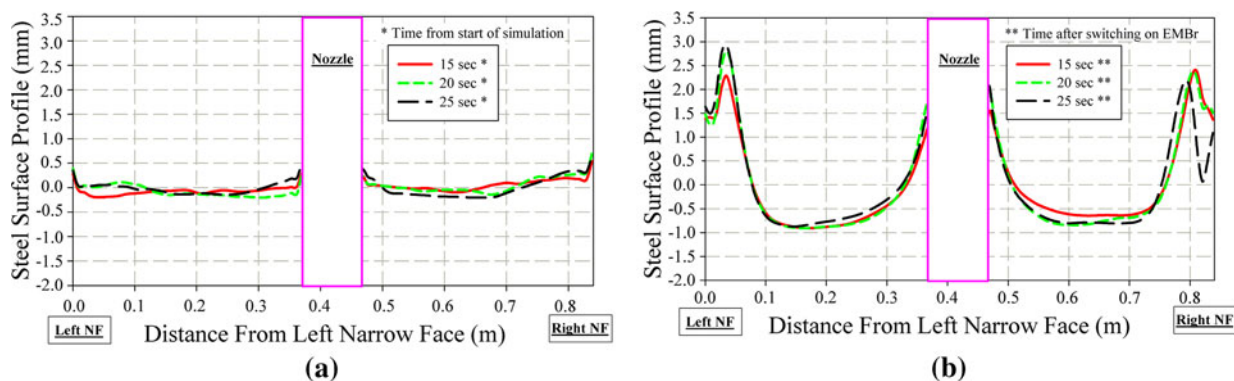 Steel Surface Profile (mm)
3.5
3.0
2.5
2.0
1.5
1.0
0.5
0.0
-0.5
-1.0
-1.5
-2.0
Nozzle
* Time from start of simulation
15 sec *
20 sec *
25 sec *
0.0 0.1 0.2 0.3 0.4 0.5 0.6 0.7 0.8
Left NF
Distance From Left Narrow Face (m)
Right NF
(a)
Steel Surface Profile (mm)
3.5
3.0
2.5
2.0
1.5
1.0
0.5
0.0
-0.5
-1.0
-1.5
-2.0
Nozzle
** Time after switching on EMBr
15 sec **
20 sec **
25 sec **
0.0 0.1 0.2 0.3 0.4 0.5 0.6 0.7 0.8
Left NF
Distance From Left Narrow Face (m)
Right NF
(b)